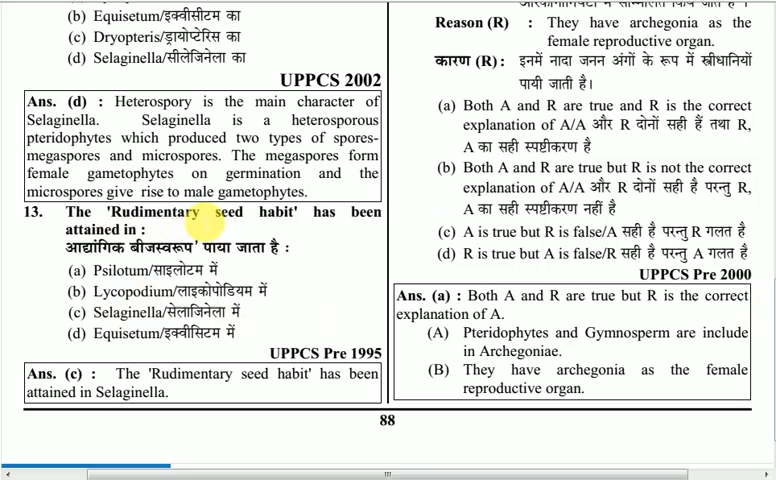 (b) Equisetum/इक्वीसीटम का
(c) Dryopteris/ड्रायोप्टेरिस का
(d) Selaginella/सीलेजिनेला का
UPPCS 2002
Ans. (d) : Heterospory is the main character of
Selaginella. Selaginella is a heterosporous
pteridophytes which produced two types of spores-
megaspores and microspores. The megaspores form
female gametophytes on germination and the
microspores give rise to male gametophytes.
13. The 'Rudimentary seed habit' has been
attained in :
आद्यांगिक बीजस्वरूप' पाया जाता है :
(a) Psilotum/साइलोटम में
(b) Lycopodium/लाइकोपोडियम में
(c) Selaginella/सेलाजिनेला में
(d) Equisetum/इक्वीसिटम में
UPPCS Pre 1995
Ans. (c) : The 'Rudimentary seed habit' has been
attained in Selaginella.
Reason (R) : They have archegonia as the
female reproductive organ.
कारण (R) : इनमें नादा जनन अंगों के रूप में स्त्रीधानियों
पायी जाती है।
(a) Both A and R are true and R is the correct
explanation of A/A और R दोनों सही हैं तथा R,
A का सही स्पष्टीकरण है
(b) Both A and R are true but R is not the correct
explanation of A/A और R दोनों सही है परन्तु R,
A का सही स्पष्टीकरण नहीं है
(c) A is true but R is false/A सही है परन्तु R गलत है
(d) R is true but A is false/R सही है परन्तु A गलत है
UPPCS Pre 2000
Ans. (a) : Both A and R are true but R is the correct
explanation of A.
(A) Pteridophytes and Gymnosperm are include
in Archegoniae.
(B) They have archegonia as the female
reproductive organ.
88